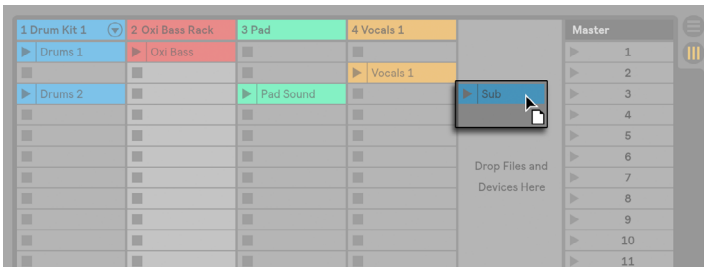 1 Drum Kit 1 2 Oxi Bass Rack 3 Pad 4 Vocals 1 Master
Drums 1 Oxi Bass 1
Vocals 1 2
Drums 2 Pad Sound Sub 3
4
5
6
Drop Files and
7
Devices Here
8
9
10
11